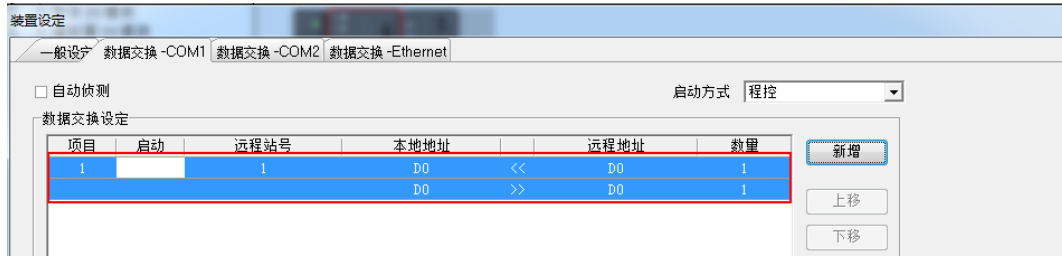 装置设定
一般设定 数据交换 -COM1 数据交换 -COM2 数据交换 -Ethernet
自动侦测 启动方式 程控
数据交换设定
项目 启动 远程站号 本地地址 远程地址 数量 新增
1 1 D0 << D0 1
D0 >> D0 1
上移
下移